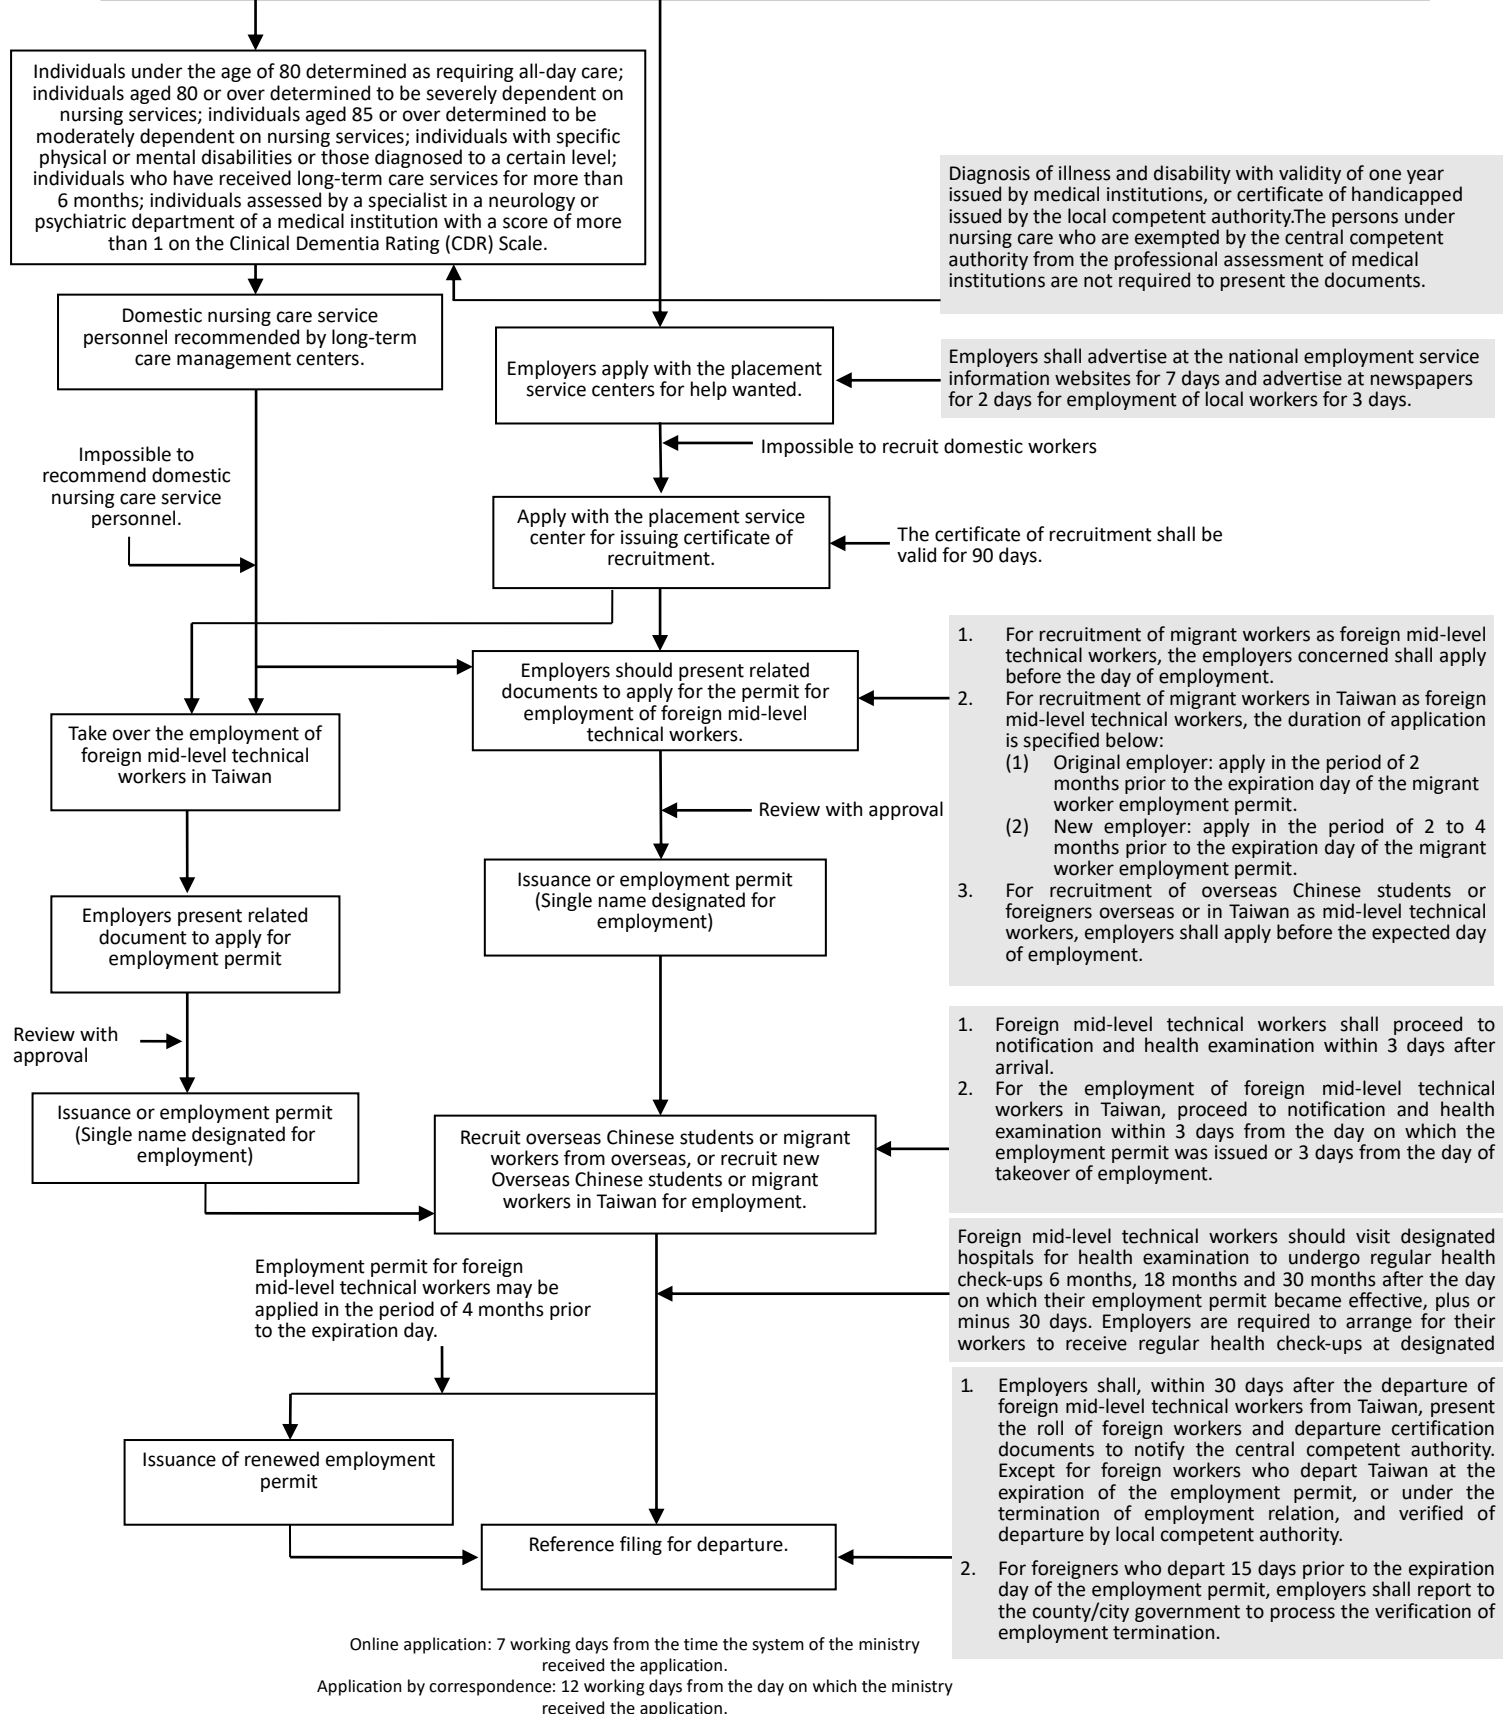 Individuals under the age of 80 determined as requiring all-day care;
individuals aged 80 or over determined to be severely dependent on
nursing services; individuals aged 85 or over determined to be
moderately dependent on nursing services; individuals with specific
physical or mental disabilities or those diagnosed to a certain level;
individuals who have received long-term care services for more than
6 months; individuals assessed by a specialist in a neurology or
psychiatric department of a medical institution with a score of more
than 1 on the Clinical Dementia Rating (CDR) Scale.
Diagnosis of illness and disability with validity of one year
issued by medical institutions, or certificate of handicapped
issued by the local competent authority.The persons under
nursing care who are exempted by the central competent
authority from the professional assessment of medical
institutions are not required to present the documents.
Domestic nursing care service
personnel recommended by long-term
care management centers.
Employers apply with the placement
service centers for help wanted.
Employers shall advertise at the national employment service
information websites for 7 days and advertise at newspapers
for 2 days for employment of local workers for 3 days.
Impossible to recruit domestic workers
Impossible to
recommend domestic
nursing care service
personnel.
Apply with the placement service
center for issuing certificate of
recruitment.
The certificate of recruitment shall be
valid for 90 days.
Employers should present related
documents to apply for the permit for
employment of foreign mid-level
technical workers.
1. For recruitment of migrant workers as foreign mid-level
technical workers, the employers concerned shall apply
before the day of employment.
2. For recruitment of migrant workers in Taiwan as foreign
mid-level technical workers, the duration of application
is specified below:
(1) Original employer: apply in the period of 2
months prior to the expiration day of the migrant
worker employment permit.
(2) New employer: apply in the period of 2 to 4
months prior to the expiration day of the migrant
worker employment permit.
3. For recruitment of overseas Chinese students or
foreigners overseas or in Taiwan as mid-level technical
workers, employers shall apply before the expected day
of employment.
Take over the employment of
foreign mid-level technical
workers in Taiwan
Review with approval
Issuance or employment permit
(Single name designated for
employment)
Employers present related
document to apply for
employment permit
Review with
approval
Issuance or employment permit
(Single name designated for
employment)
1. Foreign mid-level technical workers shall proceed to
notification and health examination within 3 days after
arrival.
2. For the employment of foreign mid-level technical
workers in Taiwan, proceed to notification and health
examination within 3 days from the day on which the
employment permit was issued or 3 days from the day of
takeover of employment.
Recruit overseas Chinese students or migrant
workers from overseas, or recruit new
Overseas Chinese students or migrant
workers in Taiwan for employment.
Foreign mid-level technical workers should visit designated
hospitals for health examination to undergo regular health
check-ups 6 months, 18 months and 30 months after the day
on which their employment permit became effective, plus or
minus 30 days. Employers are required to arrange for their
workers to receive regular health check-ups at designated
Employment permit for foreign
mid-level technical workers may be
applied in the period of 4 months prior
to the expiration day.
Issuance of renewed employment
permit
Reference filing for departure.
1. Employers shall, within 30 days after the departure of
foreign mid-level technical workers from Taiwan, present
the roll of foreign workers and departure certification
documents to notify the central competent authority.
Except for foreign workers who depart Taiwan at the
expiration of the employment permit, or under the
termination of employment relation, and verified of
departure by local competent authority.
2. For foreigners who depart 15 days prior to the expiration
day of the employment permit, employers shall report to
the county/city government to process the verification of
employment termination.
Online application: 7 working days from the time the system of the ministry
received the application.
Application by correspondence: 12 working days from the day on which the ministry
received the application.